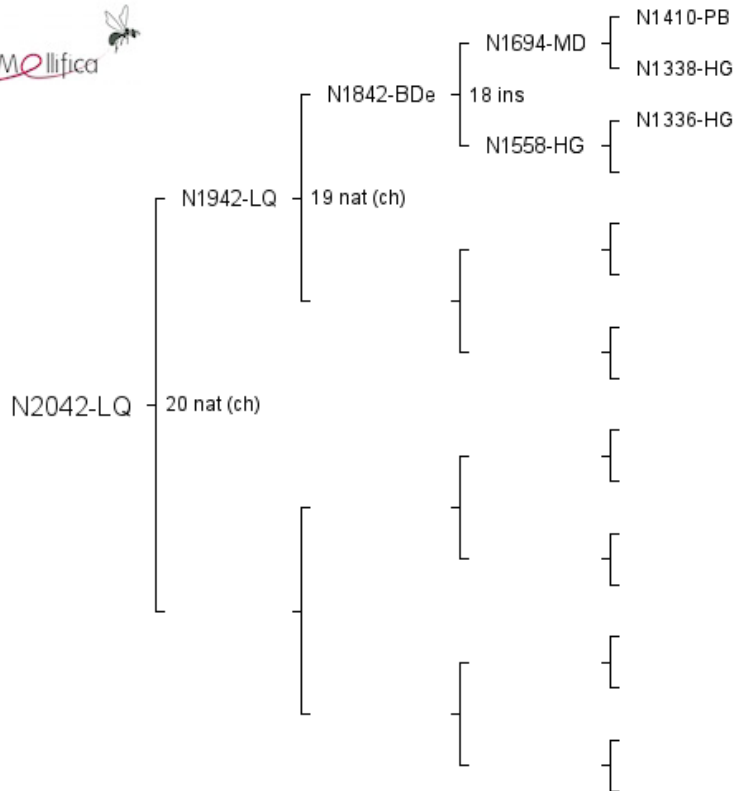 Mellifica
N1410-PB
N1694-MD
N1338-HG
N1842-BDe
18 ins
N1336-HG
N1558-HG
N1942-LQ
19 nat (ch)
N2042-LQ
20 nat (ch)